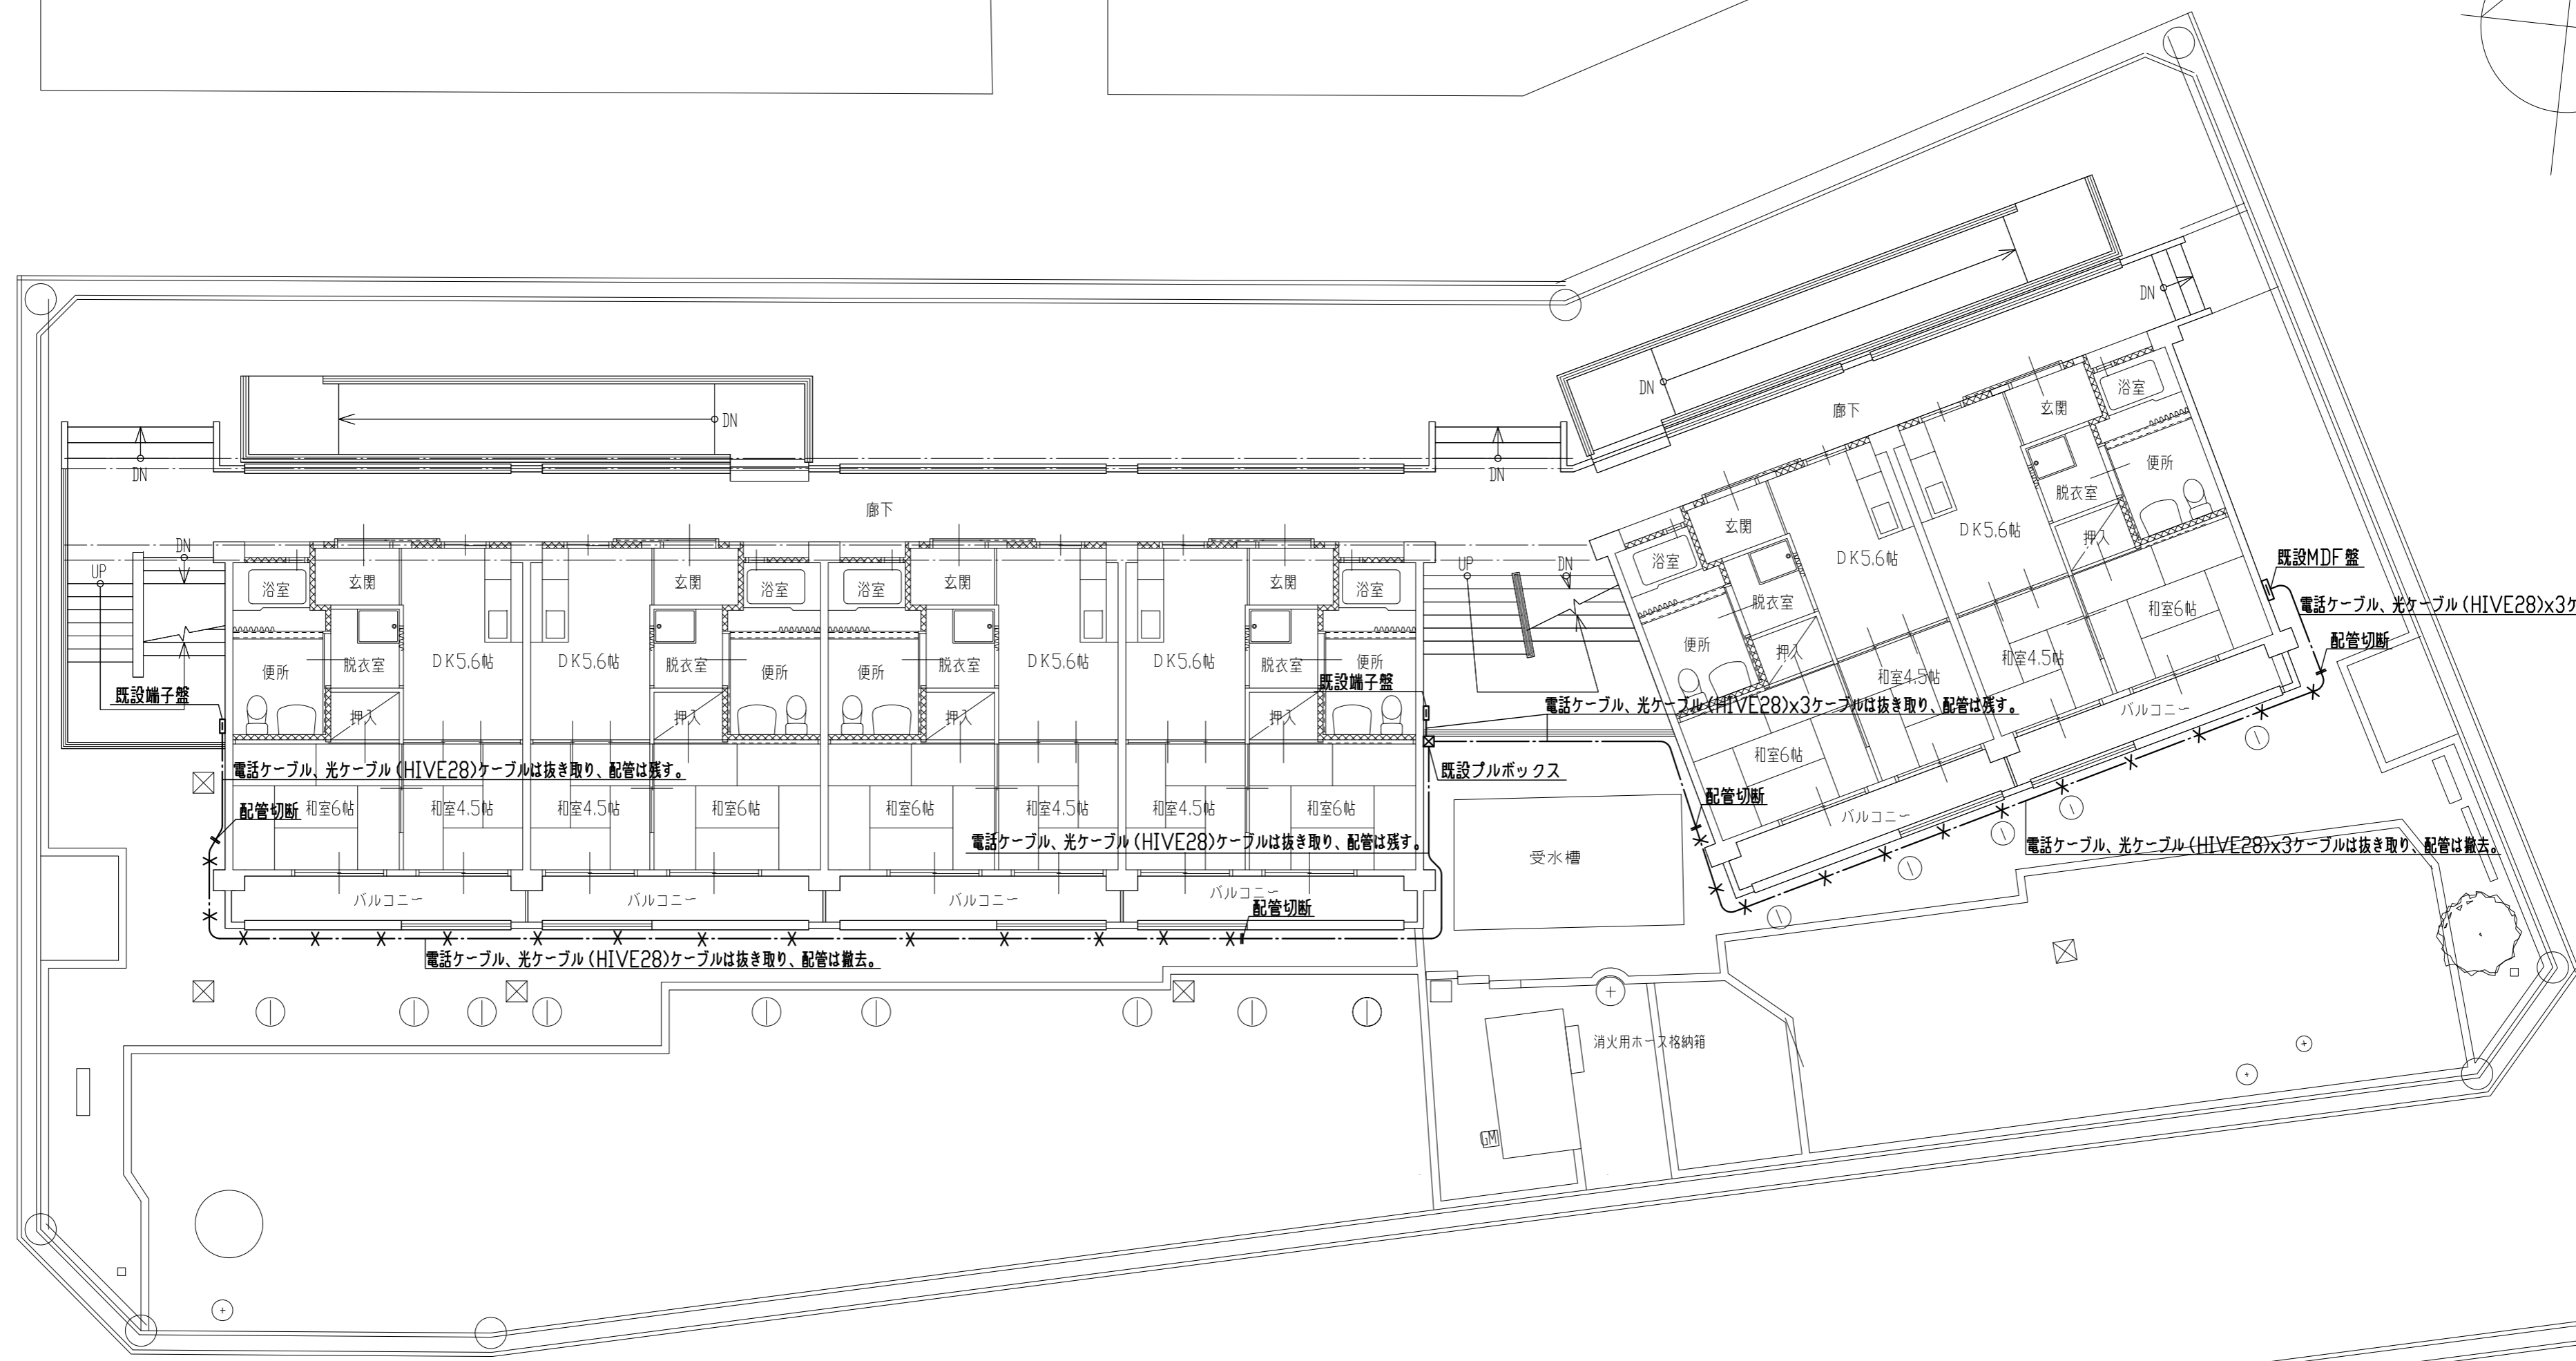 DN
浴室
玄関
DN
廊下
DN
玄関
浴室
便所
脱衣室
DK5.6帖
押入
DN
DN
DN
廊下
玄関
DK5.6帖
浴室
脱衣室
便所
押入
和室6帖
和室4.5帖
和室4.5帖
和室6帖
バルコニー
バルコニー
既設MDF盤
電話ケーブル、光ケーブル(HIVE28)x3ケ
配管切断
UP
DN
UP
DN
浴室
玄関
玄関
浴室
浴室
玄関
玄関
浴室
便所
脱衣室
DK5.6帖
DK5.6帖
脱衣室
便所
便所
脱衣室
DK5.6帖
DK5.6帖
脱衣室
便所
既設端子盤
既設端子盤
押入
押入
押入
押入
電話ケーブル、光ケーブル(HIVE28)x3ケーブルは抜き取り、配管は残す。
電話ケーブル、光ケーブル(HIVE28)ケーブルは抜き取り、配管は残す。
既設プルボックス
配管切断
配管切断
和室6帖
和室4.5帖
和室4.5帖
和室6帖
和室6帖
和室4.5帖
和室4.5帖
和室6帖
電話ケーブル、光ケーブル(HIVE28)ケーブルは抜き取り、配管は残す。
電話ケーブル、光ケーブル(HIVE28)x3ケーブルは抜き取り、配管は撤去。
受水槽
バルコニー
バルコニー
バルコニー
バルコニー
配管切断
電話ケーブル、光ケーブル(HIVE28)ケーブルは抜き取り、配管は撤去。
消火用ホース格納箱
GM